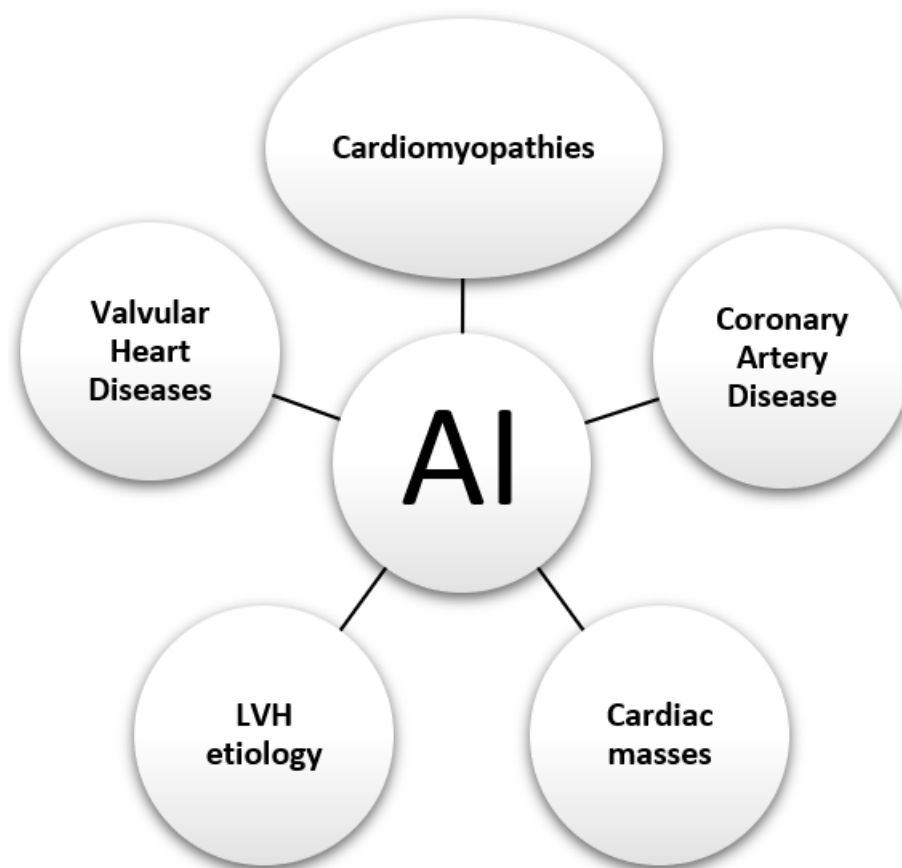 Cardiomyopathies
Valvular
Heart
Diseases
Coronary
Artery
Disease
AI
LVH
etiology
Cardiac
masses